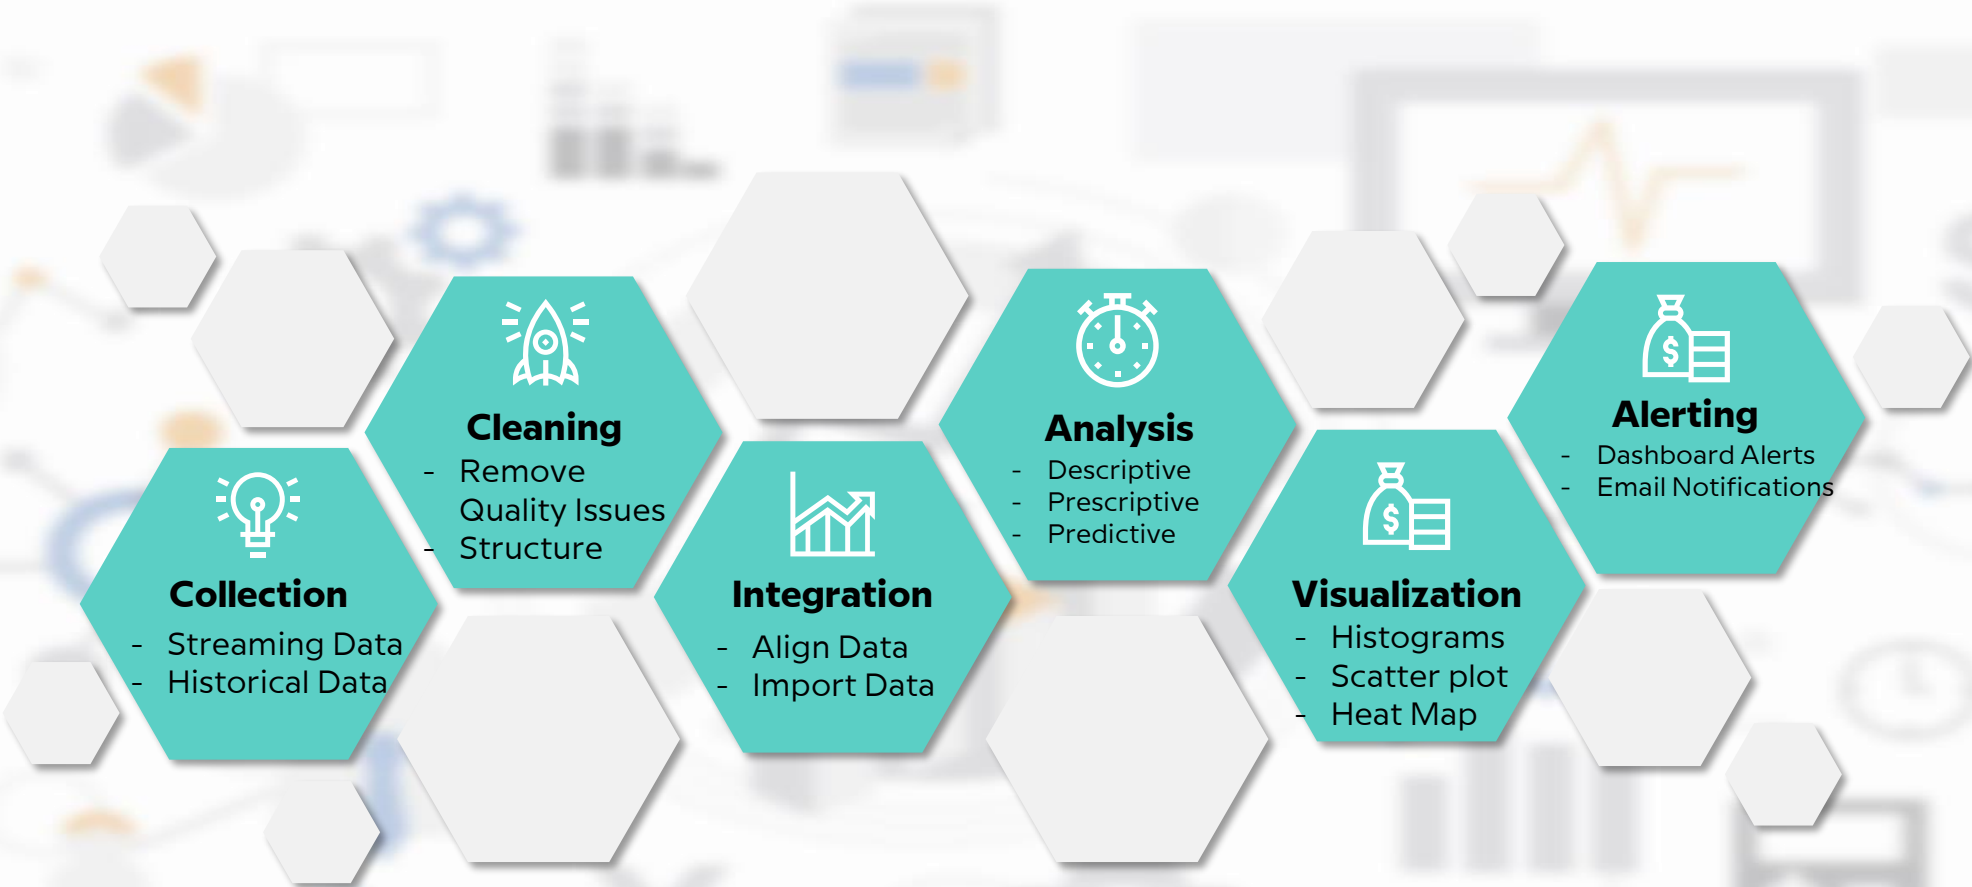 Collection
- Streaming Data
- Historical Data
Cleaning
- Remove
Quality Issues
- Structure
Integration
- Align Data
- Import Data
Analysis
- Descriptive
- Prescriptive
- Predictive
Visualization
- Histograms
- Scatter plot
- Heat Map
Alerting
- Dashboard Alerts
- Email Notifications
$
$